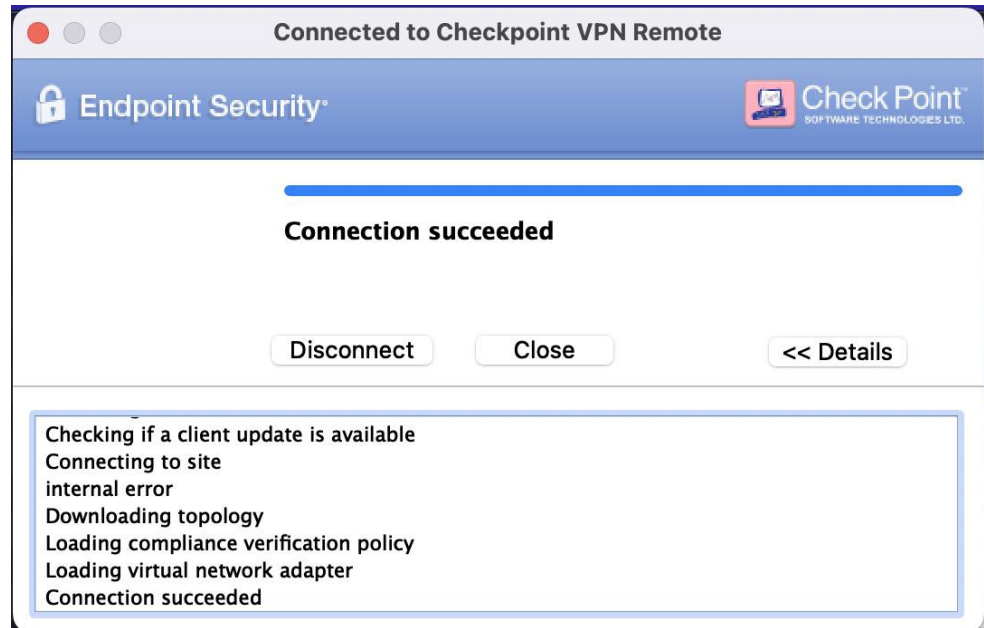 Connected to Checkpoint VPN Remote
Endpoint Security
Check Point™
SOFTWARE TECHNOLOGIES LTD.
Connection succeeded
Disconnect
Close
<< Details
Checking if a client update is available
Connecting to site
internal error
Downloading topology
Loading compliance verification policy
Loading virtual network adapter
Connection succeeded